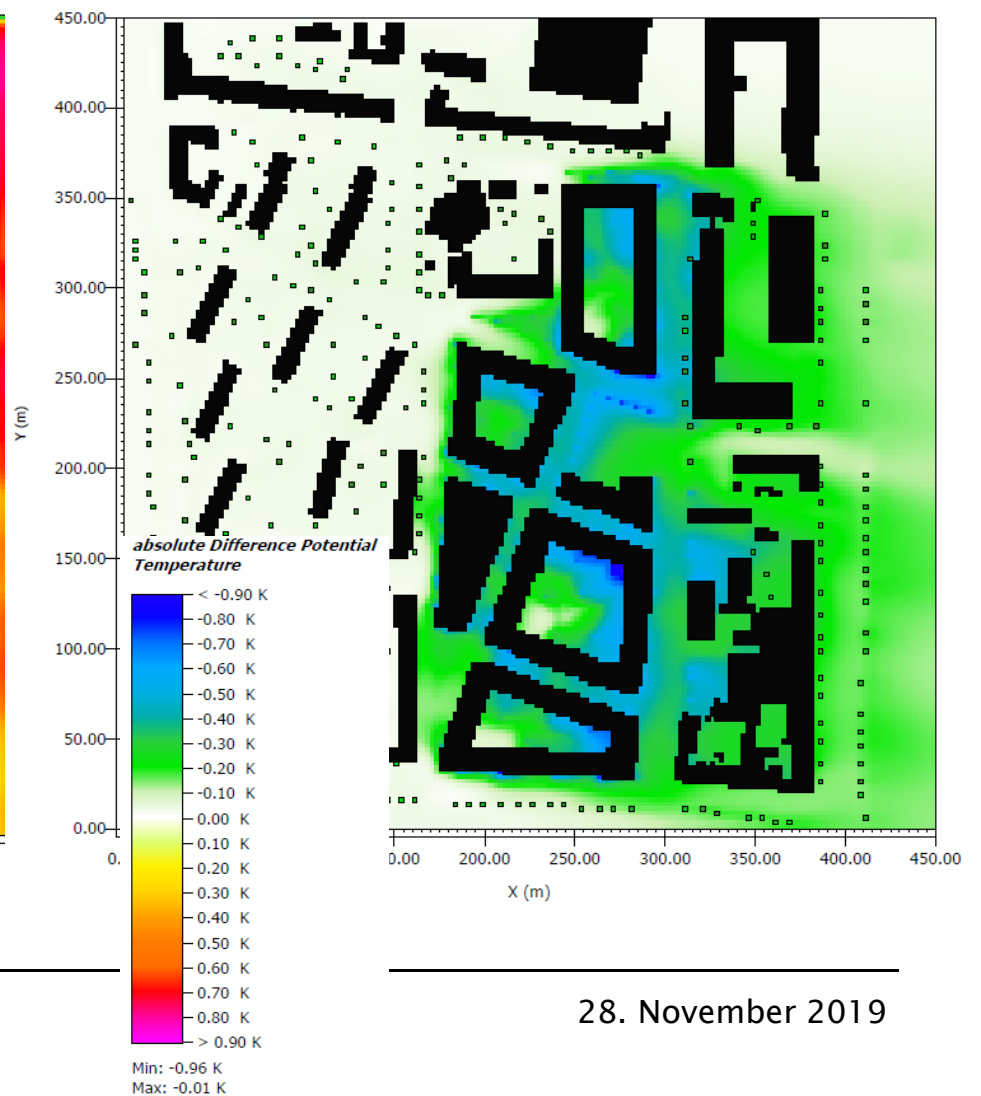 450.00
400.00
350.00
300.00
250.00
200.00
150.00
100.00
50.00
0.00
Y (m)
0. 0.00 200.00 250.00 300.00 350.00 400.00 450.00
X (m)
absolute Difference Potential
Temperature
< -0.90 K
-0.80 K
-0.70 K
-0.60 K
-0.50 K
-0.40 K
-0.30 K
-0.20 K
-0.10 K
0.00 K
0.10 K
0.20 K
0.30 K
0.40 K
0.50 K
0.60 K
0.70 K
0.80 K
> 0.90 K
Min: -0.96 K
Max: -0.01 K
28. November 2019